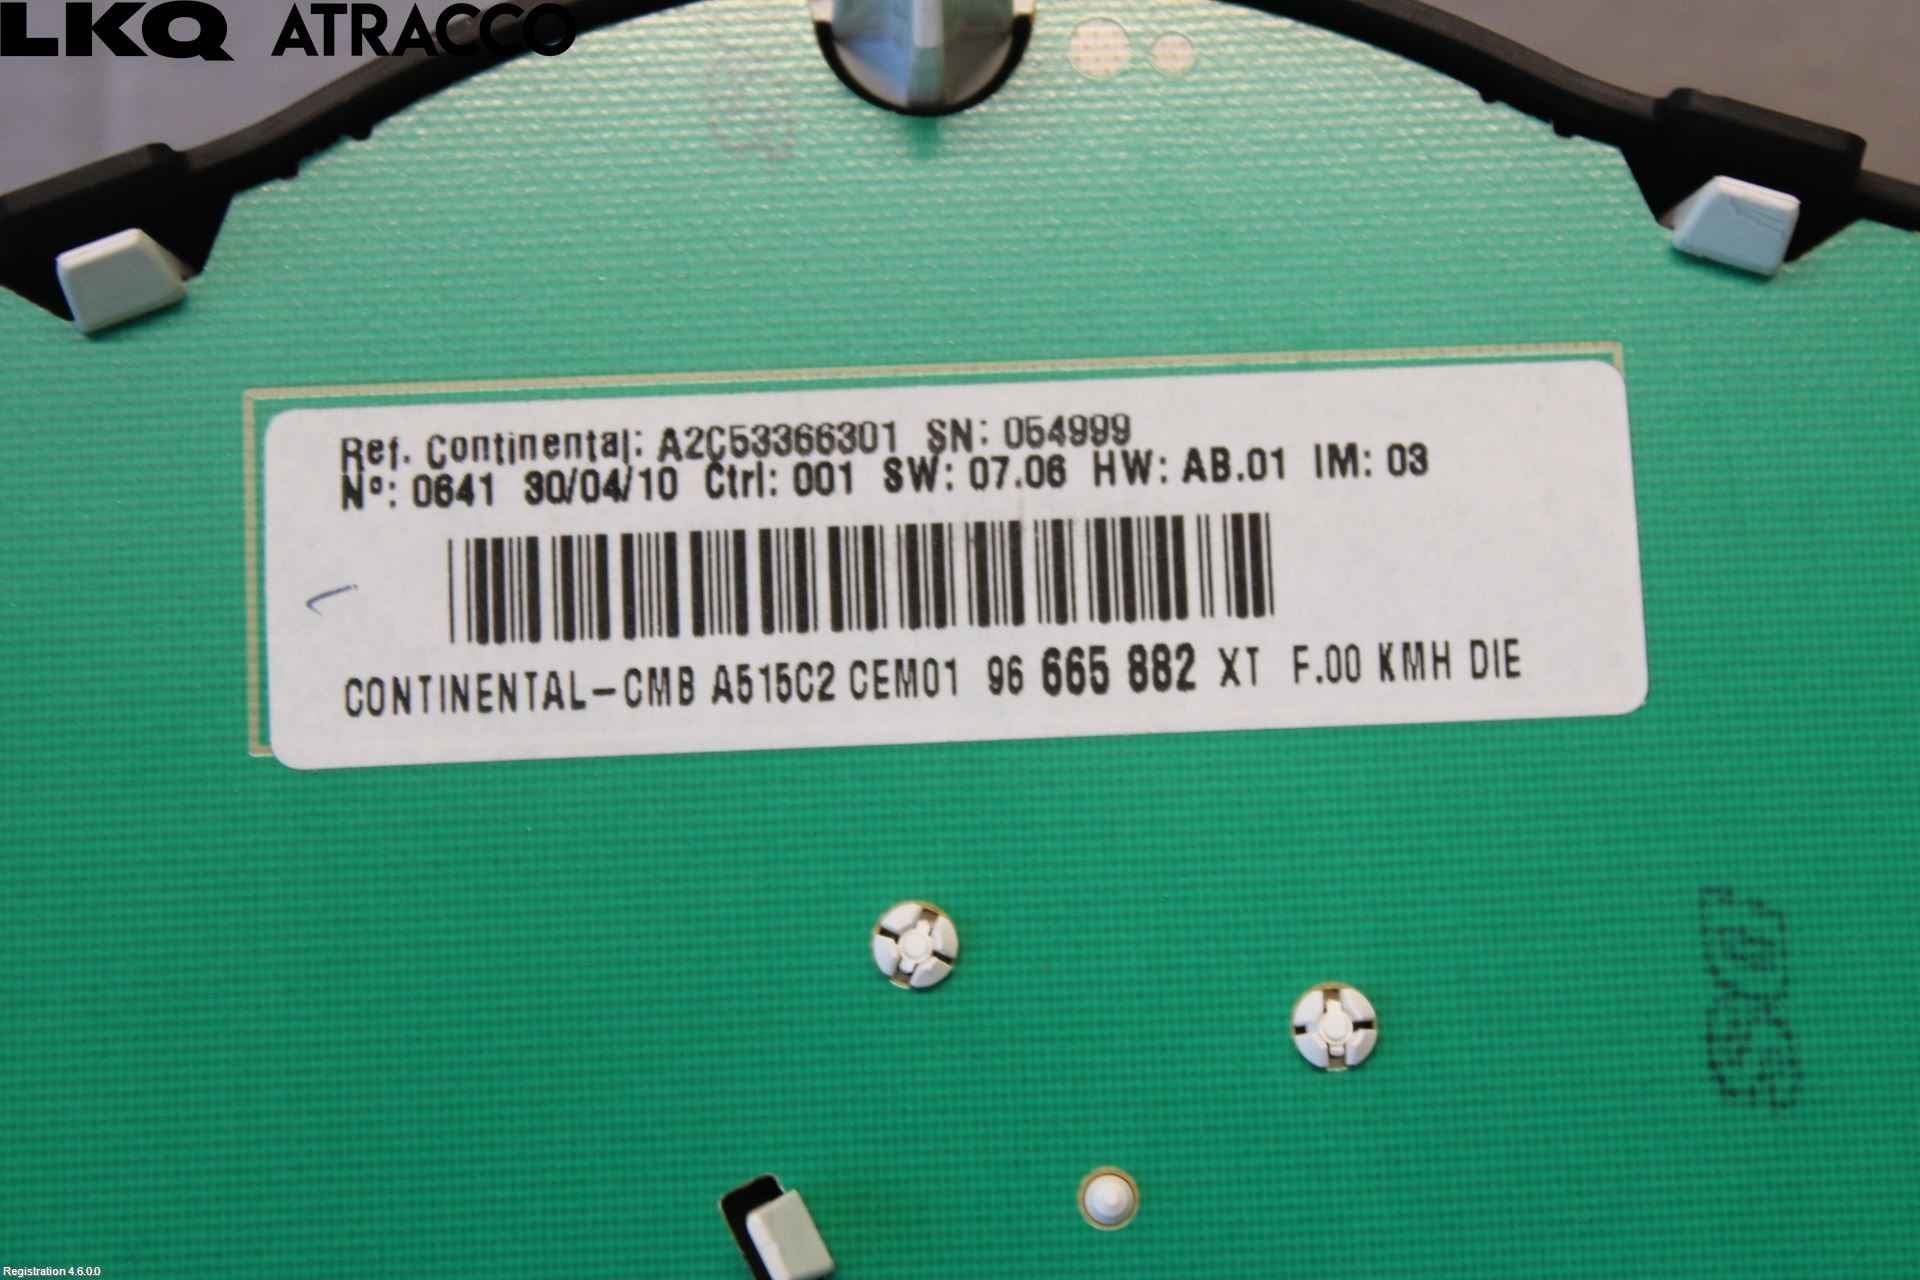 LKQ ATRACCO
Ref. Continental: A2C53366301 SN: 054999
Nº: 0641 30/04/10 Ctrl: 001 SW: 07.06 HW: AB.01 IM: 03
CONTINENTAL-CMB A515C2 CEM01 96 665 882 XT F.00 KMH DIE
Registration 4.6.0.0